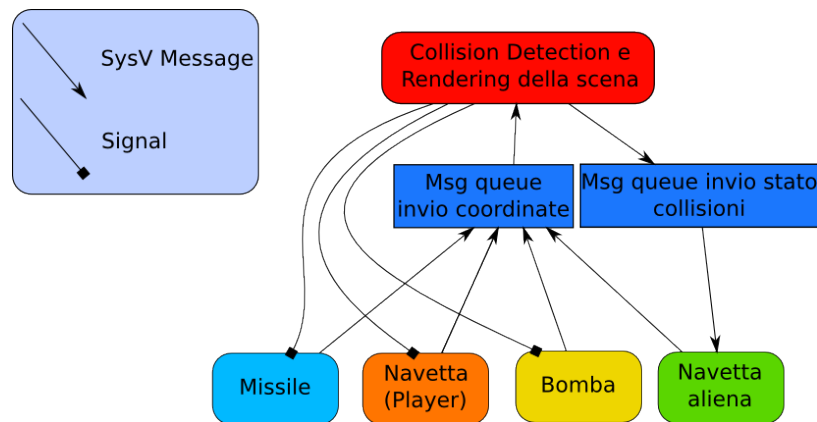 SysV Message
Signal
Collision Detection e
Rendering della scena
Msg queue
invio coordinate
Msg queue invio stato
collisioni
Missile
Navetta
(Player)
Bomba
Navetta
aliena